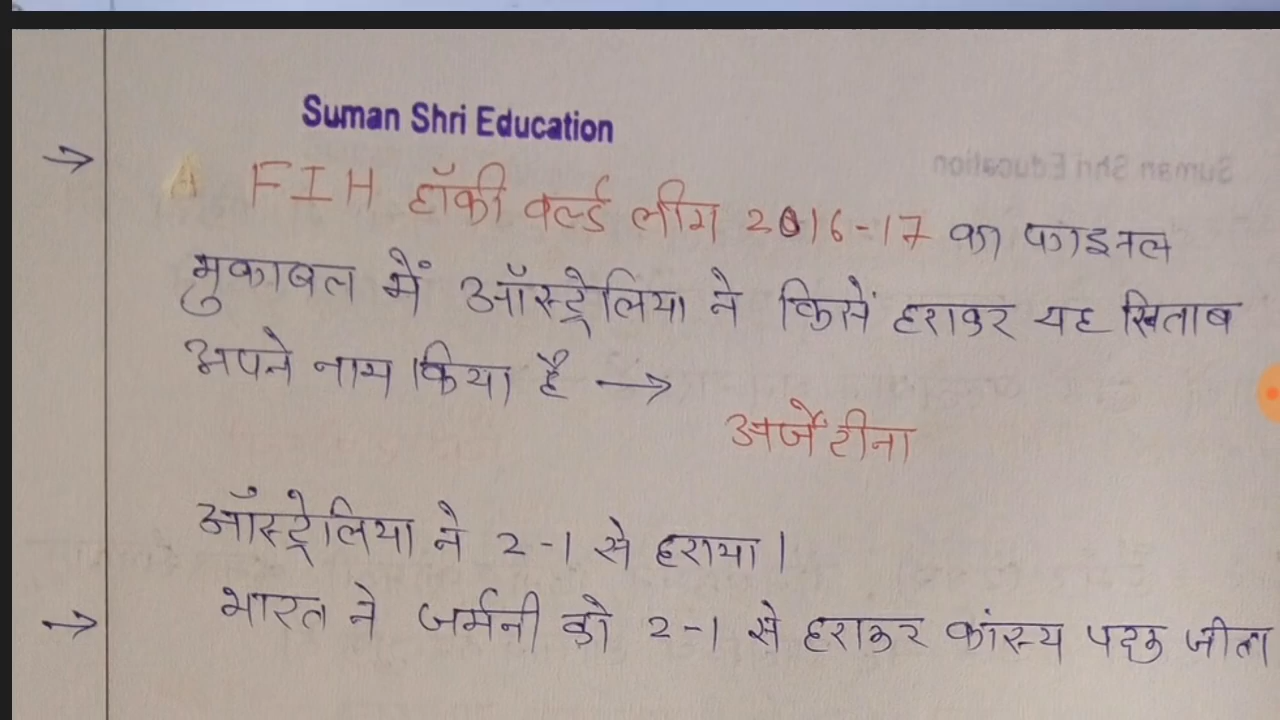 Suman Shri Education
→ A FIH हॉकी वर्ल्ड लीग 2016-17 का फाइनल
मुकाबल में ऑस्ट्रेलिया ने किसें हराकर यह खिताब
अपने नाम किया है →
अर्जेंटीना
ऑस्ट्रेलिया ने 2-1 से हराया।
→ भारत ने जर्मनी को 2-1 से हराकर कांस्य पदक जीता